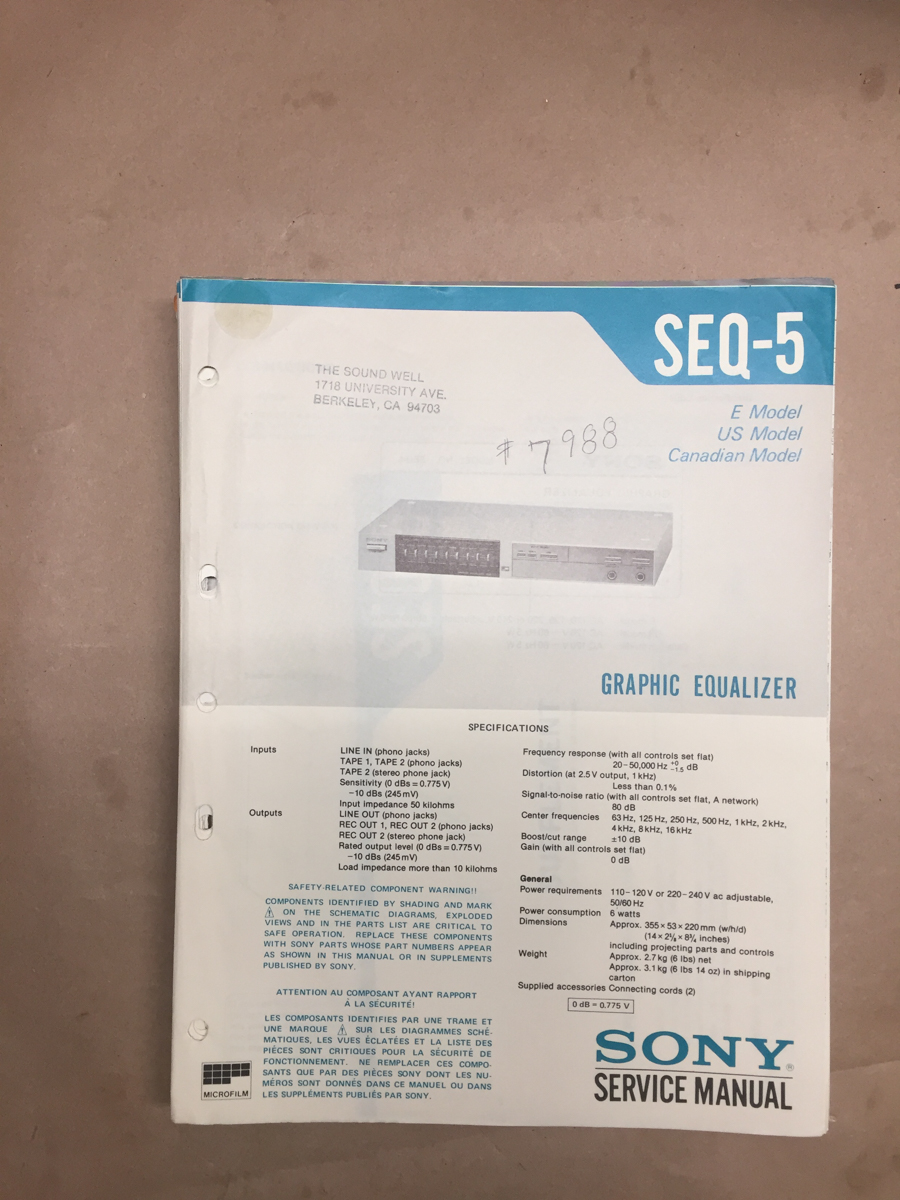 SEQ-5
E Model
US Model
Canadian Model
THE SOUND WELL
1718 UNIVERSITY AVE.
BERKELEY, CA 94703
# 7988
SONY
GRAPHIC EQUALIZER
SPECIFICATIONS
Inputs LINE IN (phono jacks)
TAPE 1, TAPE 2 (phono jacks)
TAPE 2 (stereo phone jack)
Sensitivity (0 dBs = 0.775 V)
−10 dBs (245 mV)
Input impedance 50 kilohms
Outputs LINE OUT (phono jacks)
REC OUT 1, REC OUT 2 (phono jacks)
REC OUT 2 (stereo phone jack)
Rated output level (0 dBs = 0.775 V)
−10 dBs (245 mV)
Load impedance more than 10 kilohms
SAFETY-RELATED COMPONENT WARNING!!
COMPONENTS IDENTIFIED BY SHADING AND MARK
⚠ ON THE SCHEMATIC DIAGRAMS, EXPLODED
VIEWS AND IN THE PARTS LIST ARE CRITICAL TO
SAFE OPERATION. REPLACE THESE COMPONENTS
WITH SONY PARTS WHOSE PART NUMBERS APPEAR
AS SHOWN IN THIS MANUAL OR IN SUPPLEMENTS
PUBLISHED BY SONY.
ATTENTION AU COMPOSANT AYANT RAPPORT
À LA SÉCURITÉ!
LES COMPOSANTS IDENTIFIES PAR UNE TRAME ET
UNE MARQUE ⚠ SUR LES DIAGRAMMES SCHÉ-
MATIQUES, LES VUES ÉCLATÉES ET LA LISTE DES
PIÈCES SONT CRITIQUES POUR LA SÉCURITÉ DE
FONCTIONNEMENT. NE REMPLACER CES COMPO-
SANTS QUE PAR DES PIÈCES SONY DONT LES NU-
MÉROS SONT DONNÉS DANS CE MANUEL OU DANS
LES SUPPLÉMENTS PUBLIÉS PAR SONY.
Frequency response (with all controls set flat)
20–50,000 Hz +0 −1.5 dB
Distortion (at 2.5 V output, 1 kHz)
Less than 0.1%
Signal-to-noise ratio (with all controls set flat, A network)
80 dB
Center frequencies 63 Hz, 125 Hz, 250 Hz, 500 Hz, 1 kHz, 2 kHz,
4 kHz, 8 kHz, 16 kHz
Boost/cut range ±10 dB
Gain (with all controls set flat)
0 dB
General
Power requirements 110–120 V or 220–240 V ac adjustable,
50/60 Hz
Power consumption 6 watts
Dimensions Approx. 355 × 53 × 220 mm (w/h/d)
(14 × 2⅛ × 8¾ inches)
including projecting parts and controls
Weight Approx. 2.7 kg (6 lbs) net
Approx. 3.1 kg (6 lbs 14 oz) in shipping
carton
Supplied accessories Connecting cords (2)
0 dB = 0.775 V
MICROFILM
SONY®
SERVICE MANUAL